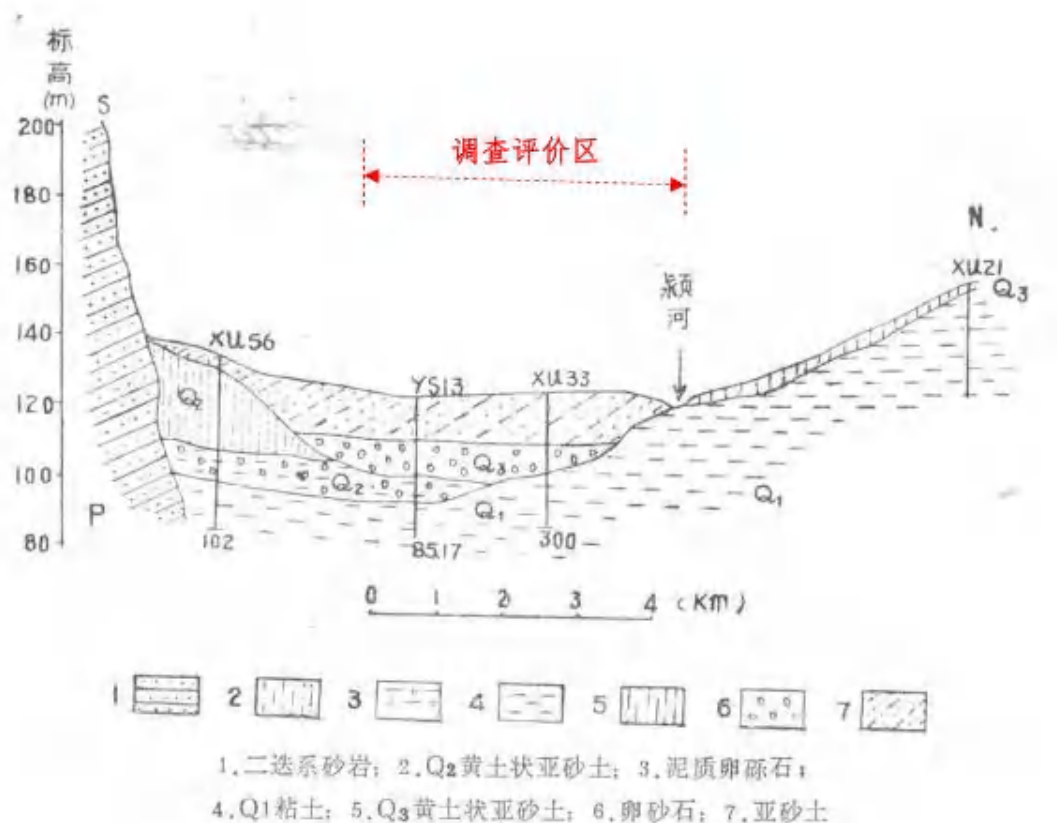 标
高
(m)
S
200
调查评价区
180
N
160
XU21
Q3
颍
河
140
XU56
Q2
YS13
XU33
120
100
Q3
Q2
Q1
Q1
P
80
102
85.17
300
0 1 2 3 4 (Km)
1 2 3 4 5 6 7
1.二迭系砂岩; 2.Q2黄土状亚砂土; 3.泥质卵砾石;
4.Q1粘土; 5.Q3黄土状亚砂土; 6.卵砂石; 7.亚砂土